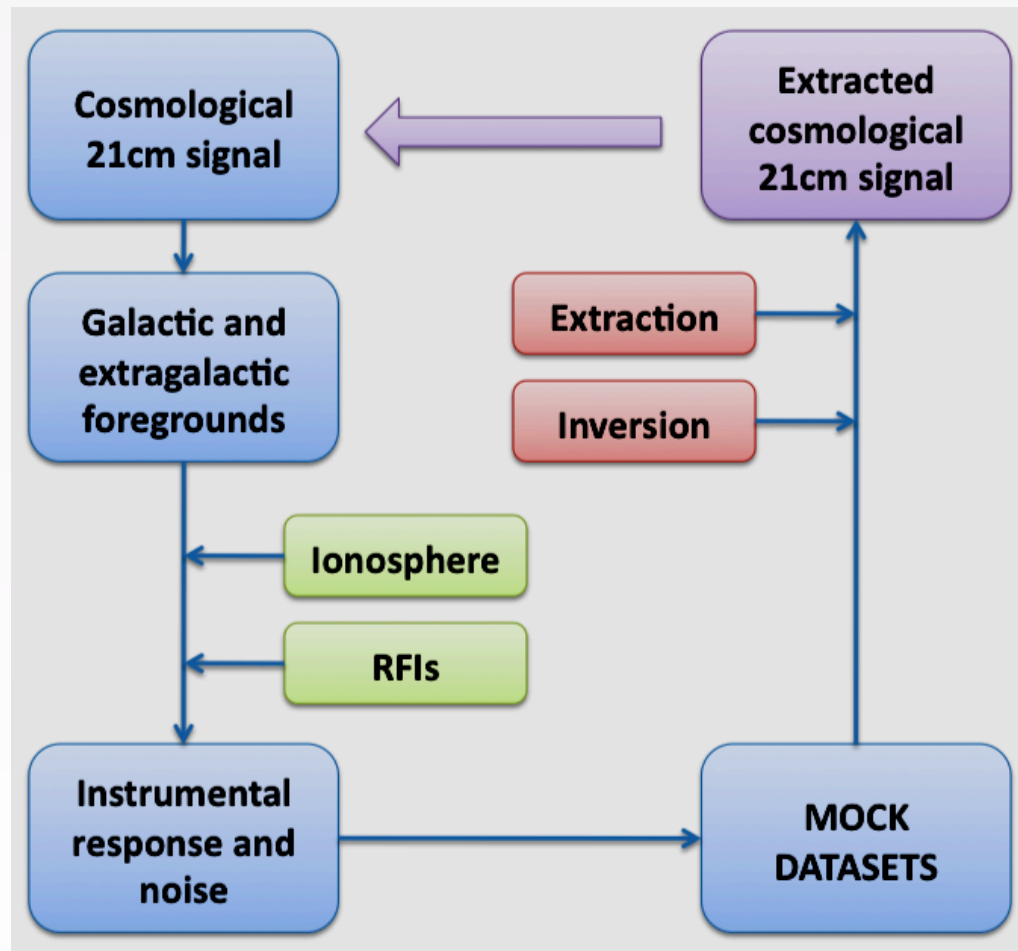 Cosmological
21cm signal
Extracted
cosmological
21cm signal
Galactic and
extragalactic
foregrounds
Extraction
Inversion
Ionosphere
RFIs
Instrumental
response and
noise
MOCK
DATASETS